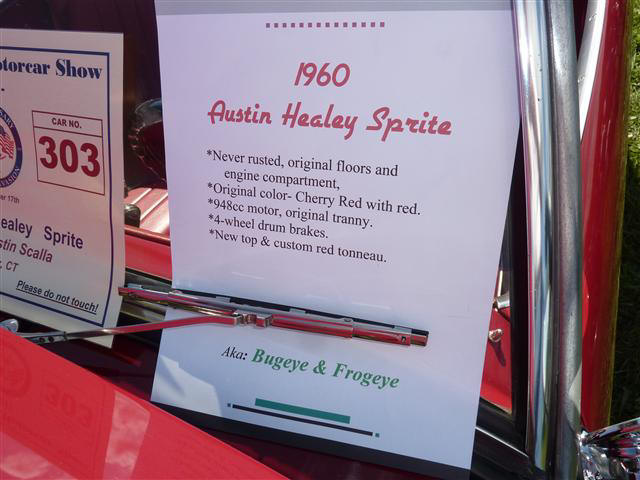 otorcar Show
CAR NO.
303
17th
ealey Sprite
stin Scalla
, CT
Please do not touch!
1960
Austin Healey Sprite
*Never rusted, original floors and
engine compartment,
*Original color- Cherry Red with red.
*948cc motor, original tranny.
*4-wheel drum brakes.
*New top & custom red tonneau.
Aka: Bugeye & Frogeye
303